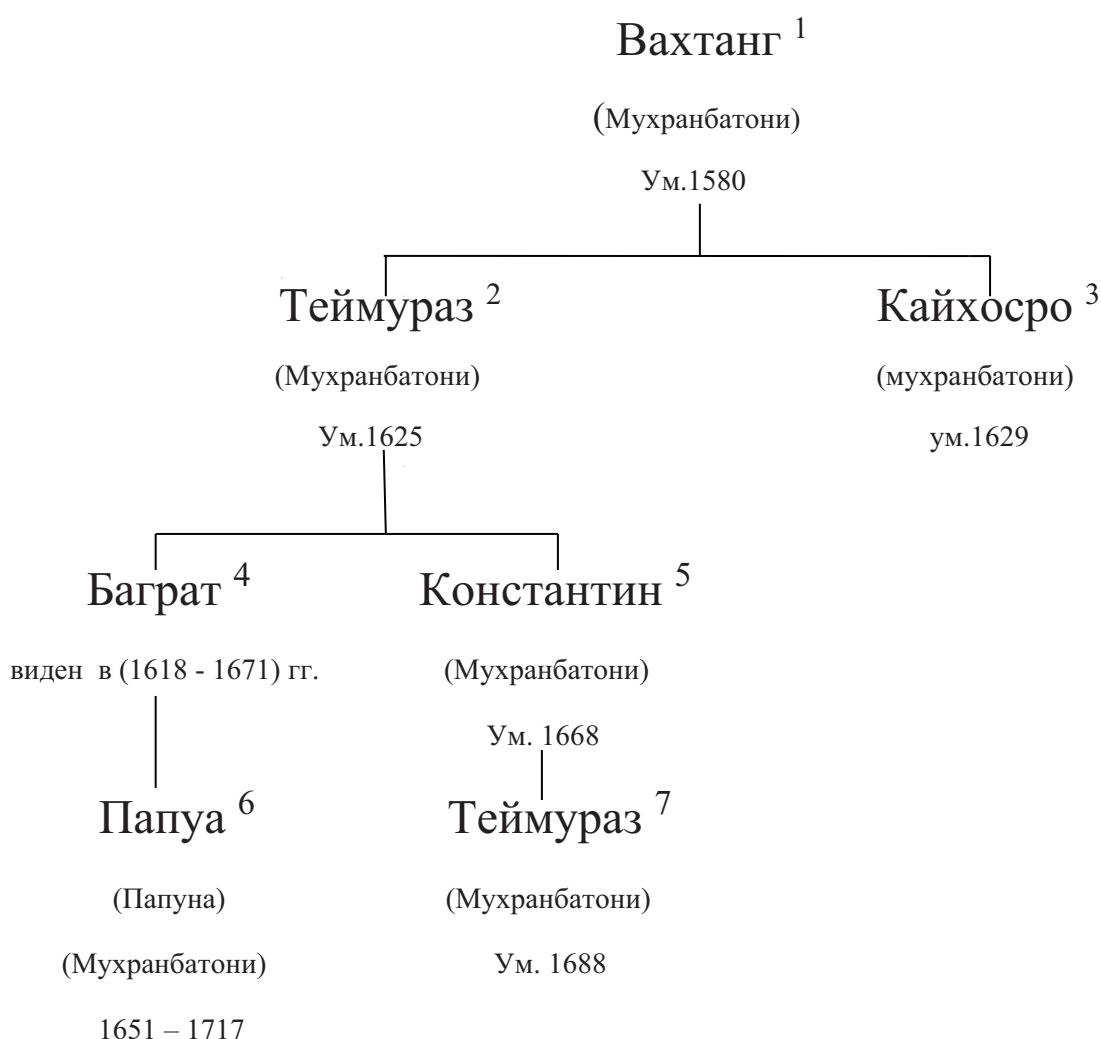 Вахтанг 1
(Мухранбатони)
Ум.1580
Теймураз 2
Кайхосро 3
(Мухранбатони)
(мухранбатони)
Ум.1625
ум.1629
Баграт 4
Константин 5
виден в (1618 - 1671) гг.
(Мухранбатони)
Ум. 1668
Папуа 6
Теймураз 7
(Папуна)
(Мухранбатони)
(Мухранбатони)
Ум. 1688
1651 – 1717